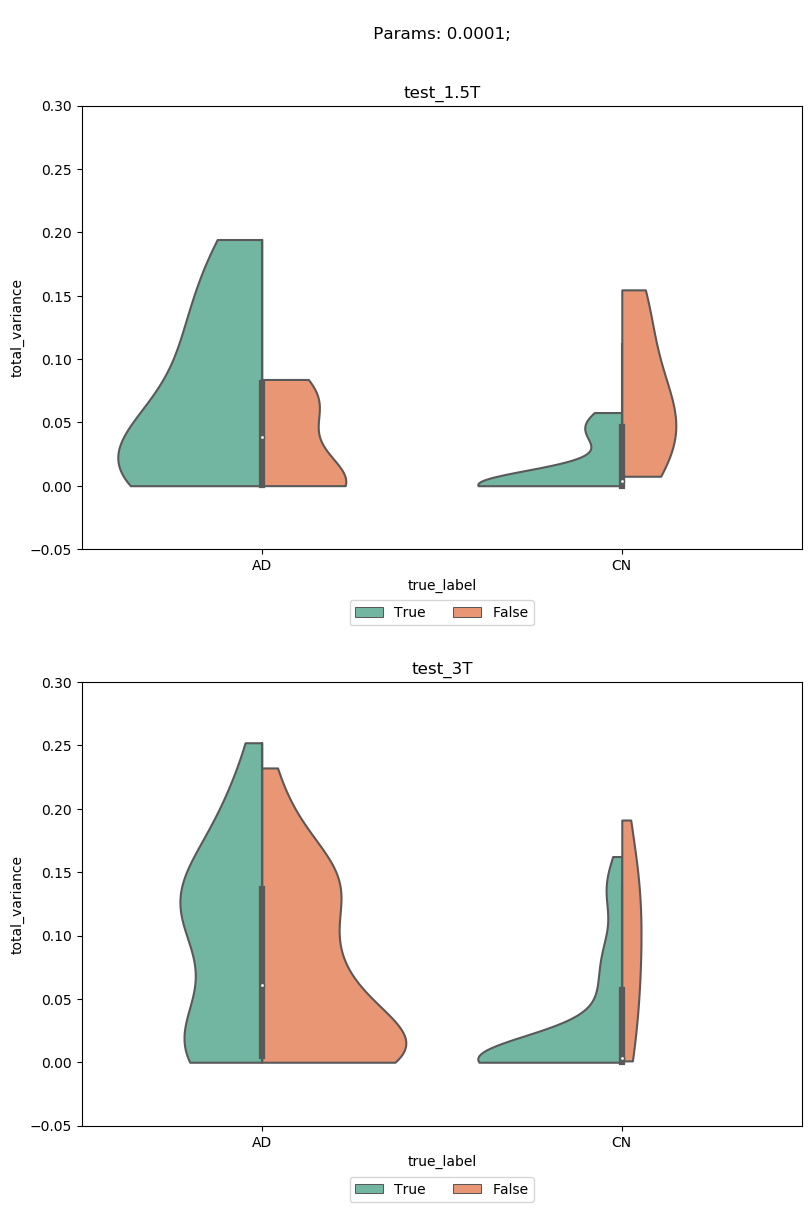 Params: 0.0001;
test_1.5T
0.30
0.25
0.20
0.15
0.10
0.05
0.00
−0.05
total_variance
AD
CN
true_label
True
False
test_3T
0.30
0.25
0.20
0.15
0.10
0.05
0.00
−0.05
total_variance
AD
CN
true_label
True
False